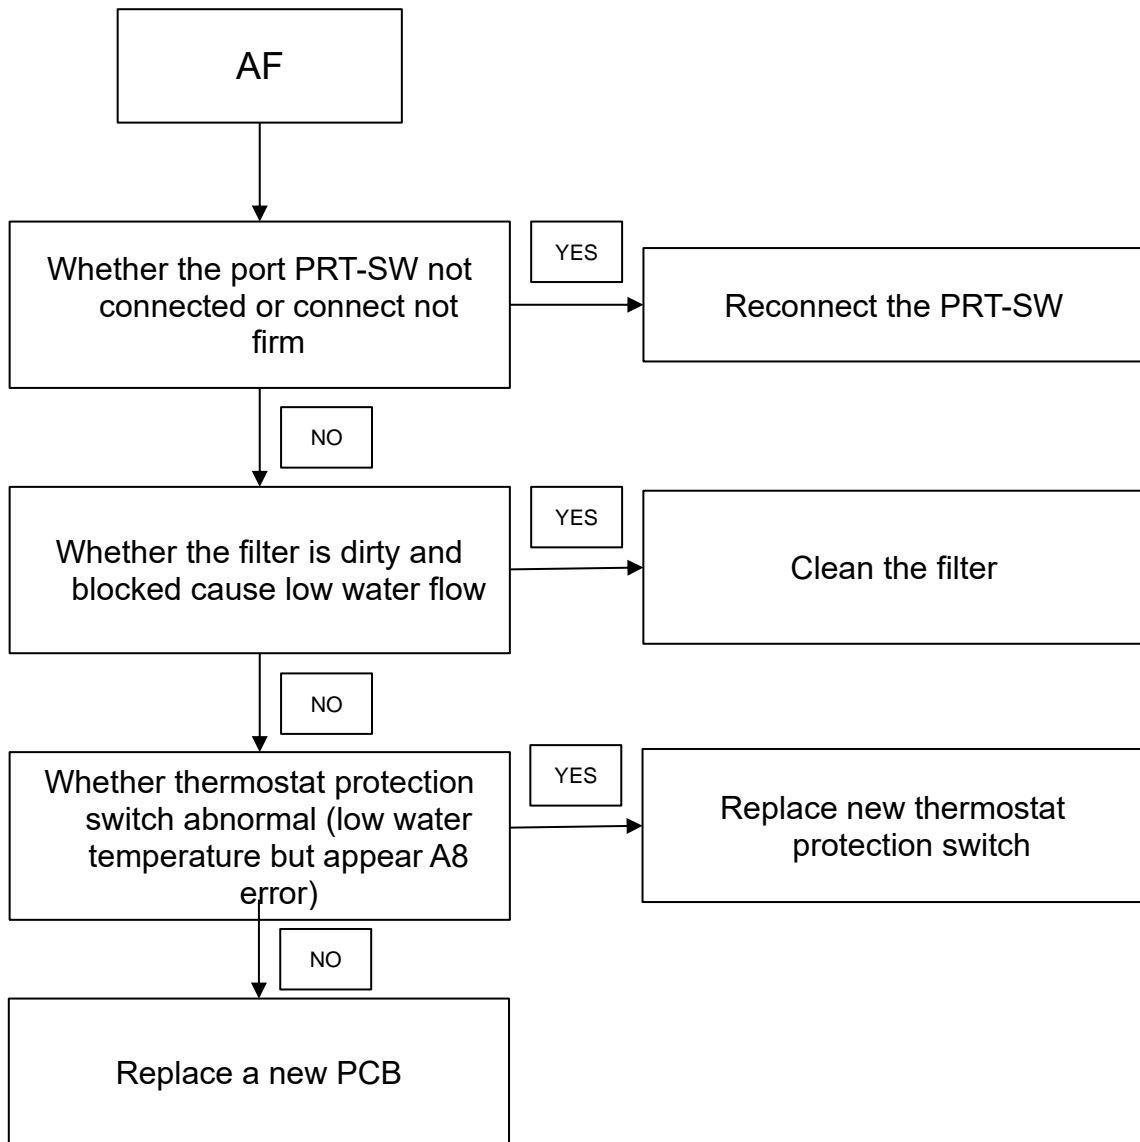 AF
Whether the port PRT-SW not
connected or connect not
firm
YES
Reconnect the PRT-SW
NO
Whether the filter is dirty and
blocked cause low water flow
YES
Clean the filter
NO
Whether thermostat protection
switch abnormal (low water
temperature but appear A8
error)
YES
Replace new thermostat
protection switch
NO
Replace a new PCB